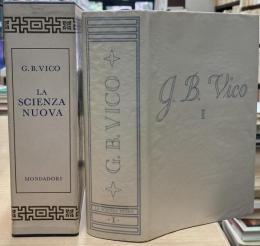 G. B. VICO
LA
SCIENZA
NUOVA
MONDADORI
G. B. VICO
I
G. B. Vico
I